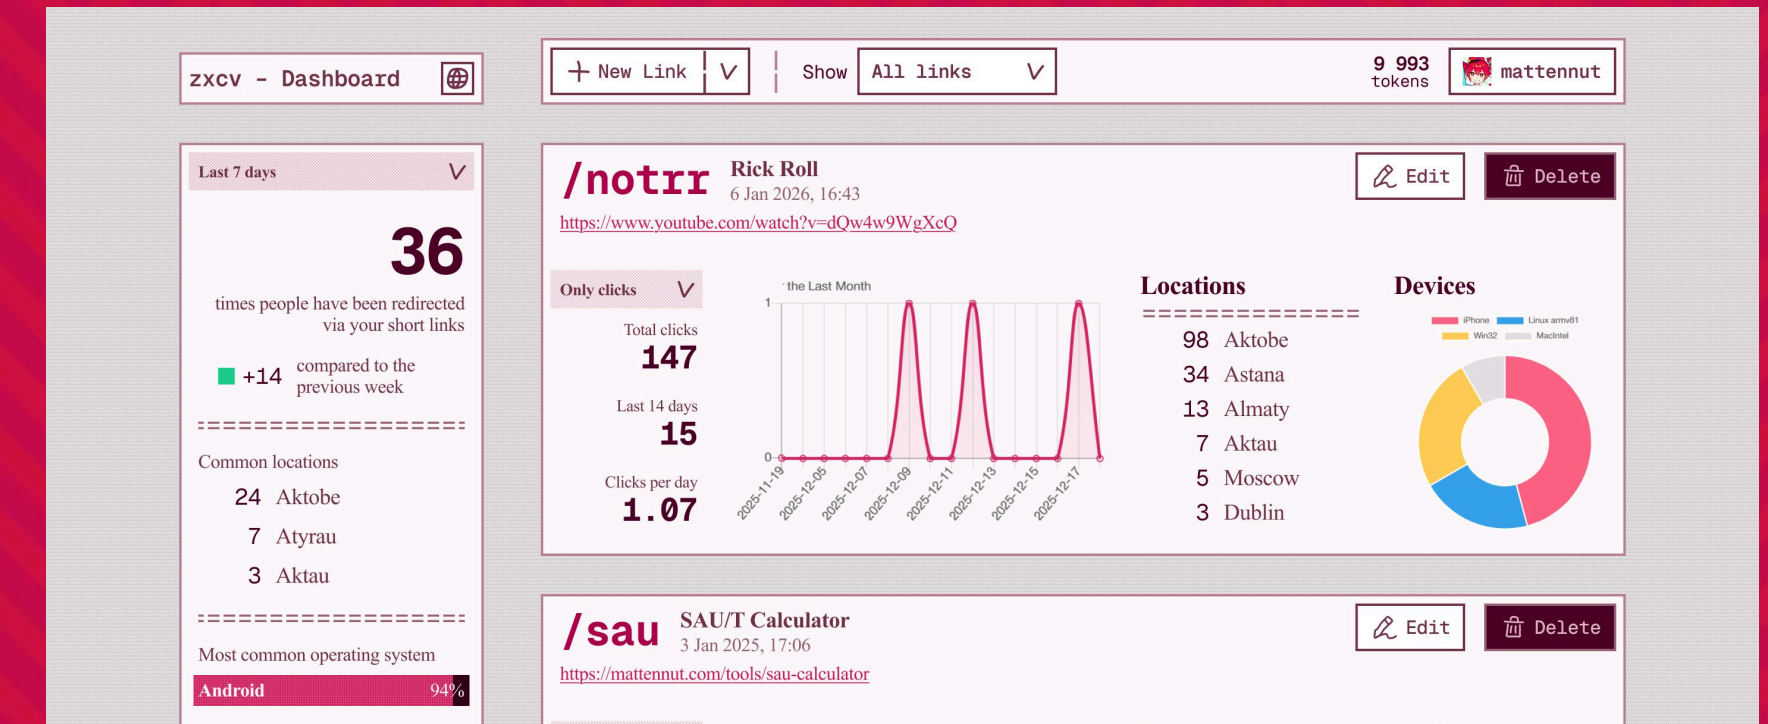 zxcv - Dashboard
New Link
Show
All links
9 993
tokens
mattennut
Last 7 days
36
times people have been redirected
via your short links
+14
compared to the
previous week
Common locations
24 Aktobe
7 Atyrau
3 Aktau
Most common operating system
Android 94%
/notrr
Rick Roll
6 Jan 2026, 16:43
Edit
Delete
https://www.youtube.com/watch?v=dQw4w9WgXcQ
Only clicks
Total clicks
147
Last 14 days
15
Clicks per day
1.07
the Last Month
1
0
2025-11-19
2025-12-05
2025-12-07
2025-12-09
2025-12-11
2025-12-13
2025-12-15
2025-12-17
Locations
98 Aktobe
34 Astana
13 Almaty
7 Aktau
5 Moscow
3 Dublin
Devices
iPhone
Linux armv81
Win32
MacIntel
/sau
SAU/T Calculator
3 Jan 2025, 17:06
Edit
Delete
https://mattennut.com/tools/sau-calculator